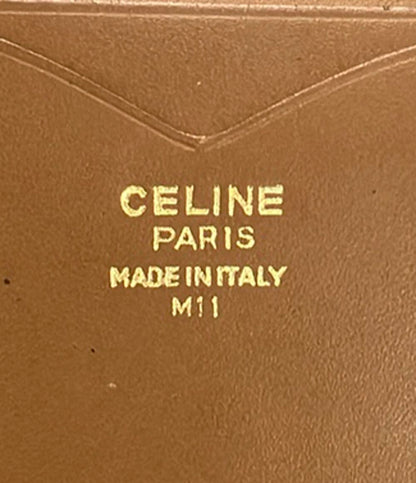 CELINE
PARIS
MADE IN ITALY
M11